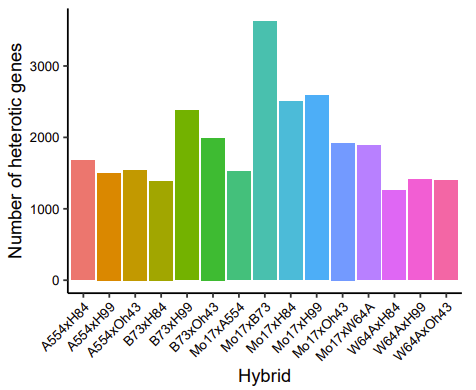 Number of heterotic genes
3000
2000
1000
0
A554xH84
A554xH99
A554xOh43
B73xH84
B73xH99
B73xOh43
Mo17xA554
Mo17xB73
Mo17xH84
Mo17xH99
Mo17xOh43
Mo17xW64A
W64AxH84
W64AxH99
W64AxOh43
Hybrid